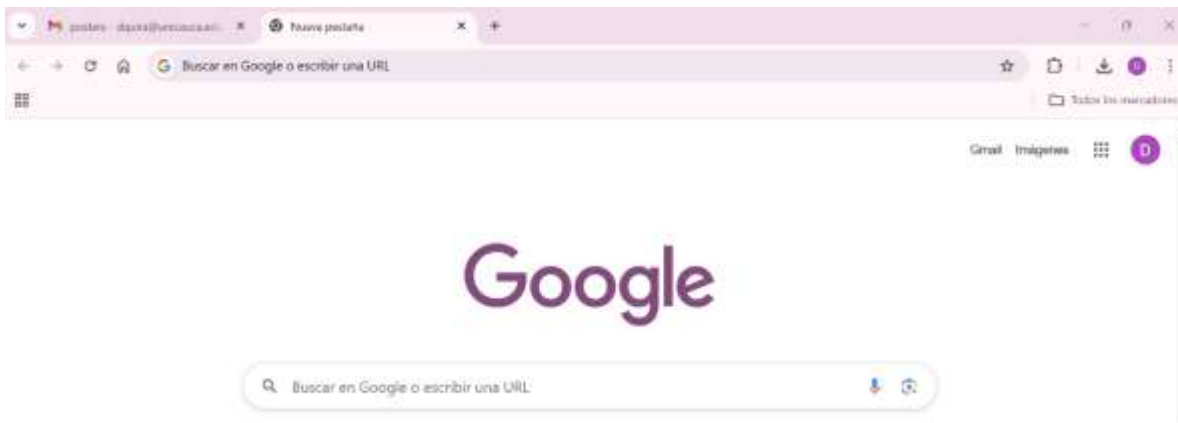 Nueva pestaña
Buscar en Google o escribir una URL
Todos los marcadores
Gmail Imágenes D
Google
Buscar en Google o escribir una URL